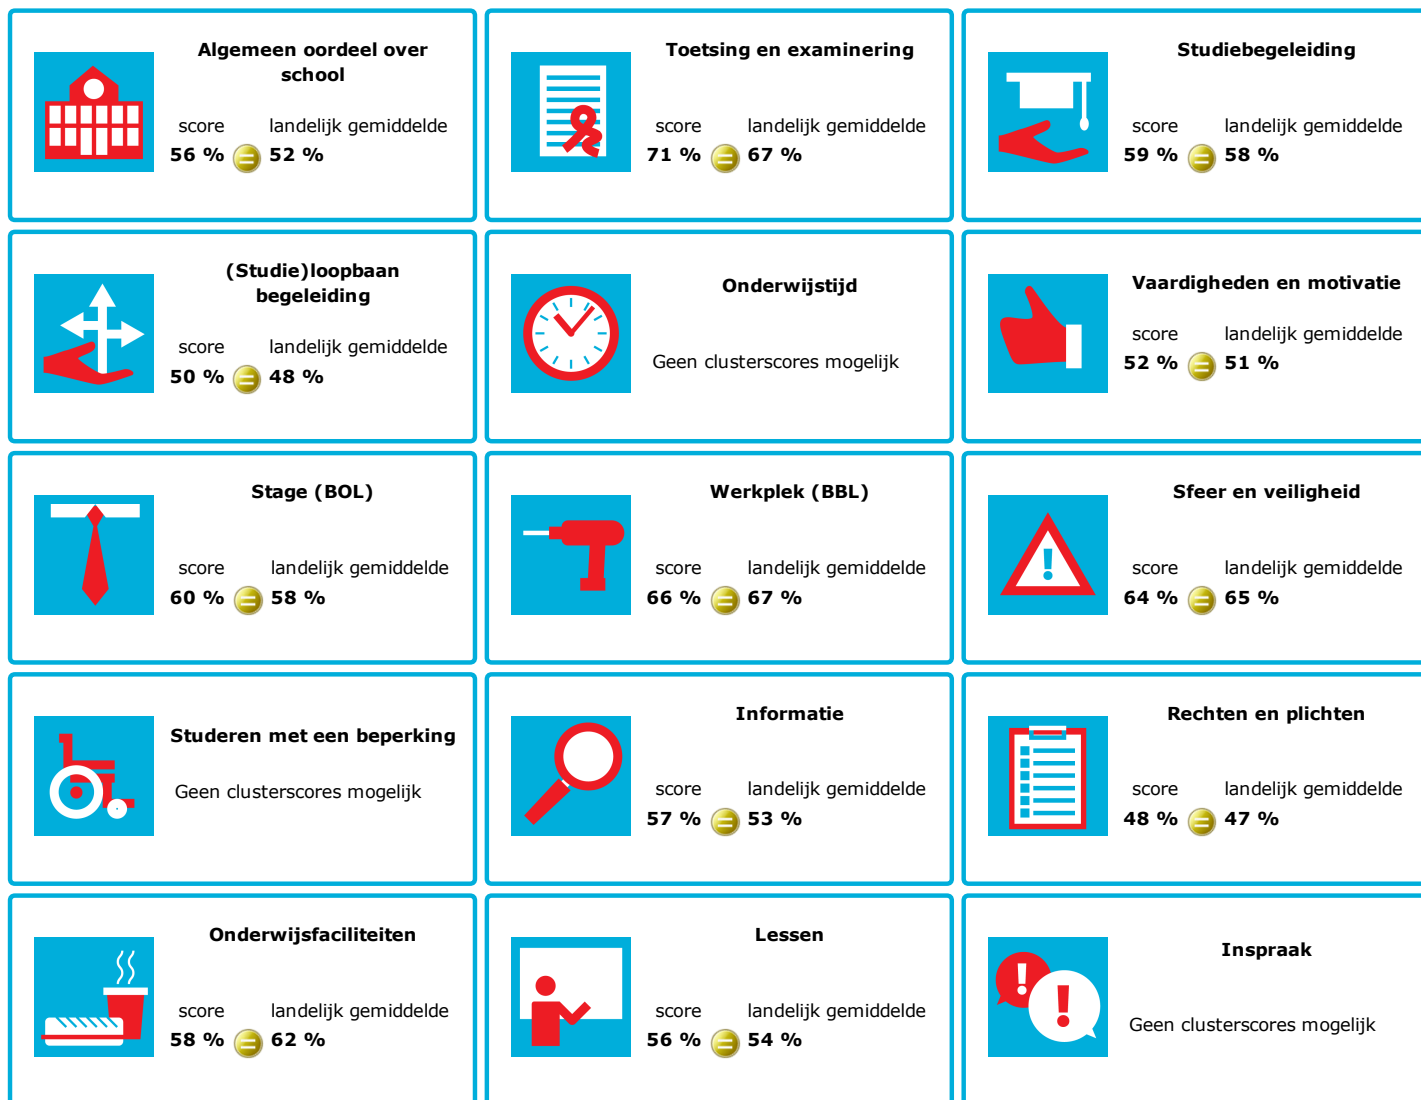 Algemeen oordeel over
school
score landelijk gemiddelde
56 % = 52 %
Toetsing en examinering
score landelijk gemiddelde
71 % = 67 %
Studiebegeleiding
score landelijk gemiddelde
59 % = 58 %
(Studie)loopbaan
begeleiding
score landelijk gemiddelde
50 % = 48 %
Onderwijstijd
Geen clusterscores mogelijk
Vaardigheden en motivatie
score landelijk gemiddelde
52 % = 51 %
Stage (BOL)
score landelijk gemiddelde
60 % = 58 %
Werkplek (BBL)
score landelijk gemiddelde
66 % = 67 %
Sfeer en veiligheid
score landelijk gemiddelde
64 % = 65 %
Studeren met een beperking
Geen clusterscores mogelijk
Informatie
score landelijk gemiddelde
57 % = 53 %
Rechten en plichten
score landelijk gemiddelde
48 % = 47 %
Onderwijsfaciliteiten
score landelijk gemiddelde
58 % = 62 %
Lessen
score landelijk gemiddelde
56 % = 54 %
Inspraak
Geen clusterscores mogelijk